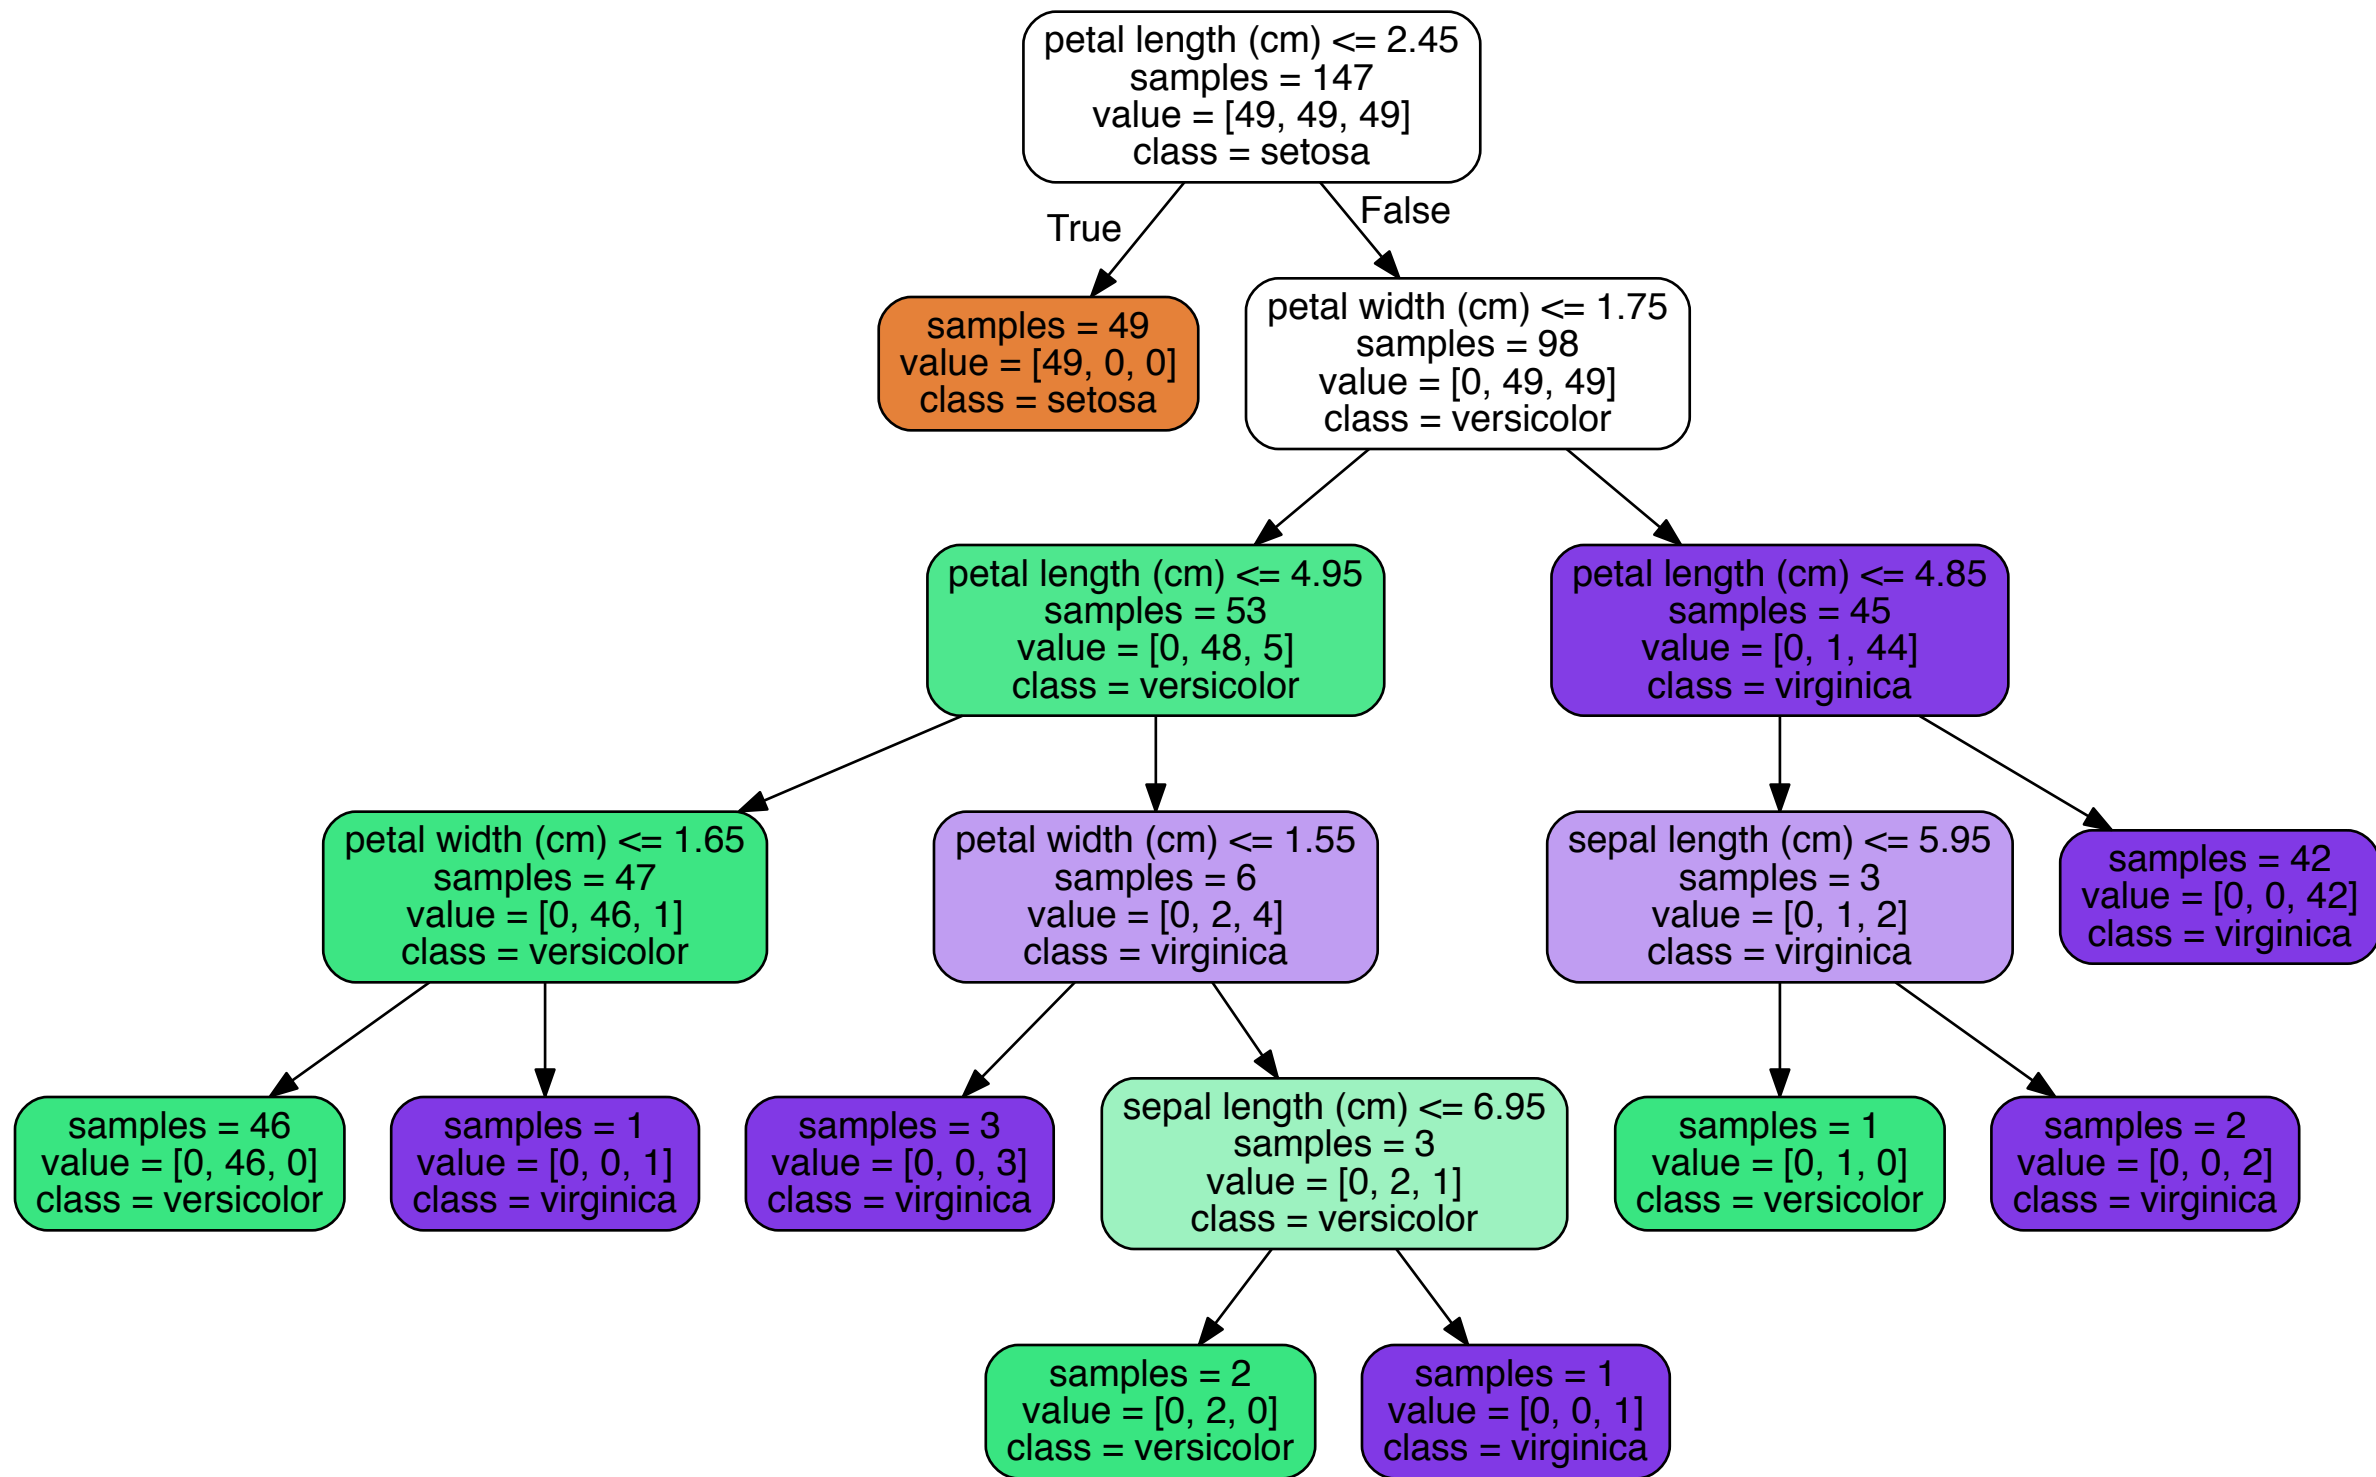 petal length (cm) <= 2.45
samples = 147
value = [49, 49, 49]
class = setosa
True
False
samples = 49
value = [49, 0, 0]
class = setosa
petal width (cm) <= 1.75
samples = 98
value = [0, 49, 49]
class = versicolor
petal length (cm) <= 4.95
samples = 53
value = [0, 48, 5]
class = versicolor
petal length (cm) <= 4.85
samples = 45
value = [0, 1, 44]
class = virginica
petal width (cm) <= 1.65
samples = 47
value = [0, 46, 1]
class = versicolor
petal width (cm) <= 1.55
samples = 6
value = [0, 2, 4]
class = virginica
sepal length (cm) <= 5.95
samples = 3
value = [0, 1, 2]
class = virginica
samples = 42
value = [0, 0, 42]
class = virginica
samples = 46
value = [0, 46, 0]
class = versicolor
samples = 1
value = [0, 0, 1]
class = virginica
samples = 3
value = [0, 0, 3]
class = virginica
sepal length (cm) <= 6.95
samples = 3
value = [0, 2, 1]
class = versicolor
samples = 1
value = [0, 1, 0]
class = versicolor
samples = 2
value = [0, 0, 2]
class = virginica
samples = 2
value = [0, 2, 0]
class = versicolor
samples = 1
value = [0, 0, 1]
class = virginica